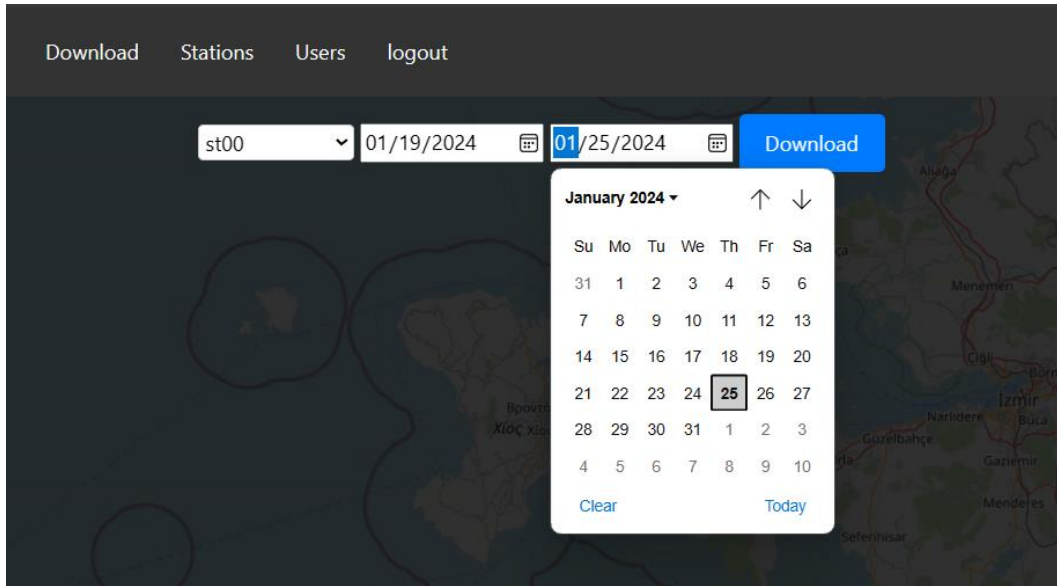 Download Stations Users logout
st00 01/19/2024 01/25/2024 Download
January 2024
Su Mo Tu We Th Fr Sa
31 1 2 3 4 5 6
7 8 9 10 11 12 13
14 15 16 17 18 19 20
21 22 23 24 25 26 27
28 29 30 31 1 2 3
4 5 6 7 8 9 10
Clear Today
Aliağa
Menemen
Çiğli
Born
İzmir
Narlıdere Buca
Βροντά
Χίος
Güzelbahçe
Gaziemir
Menderes
Seferihisar